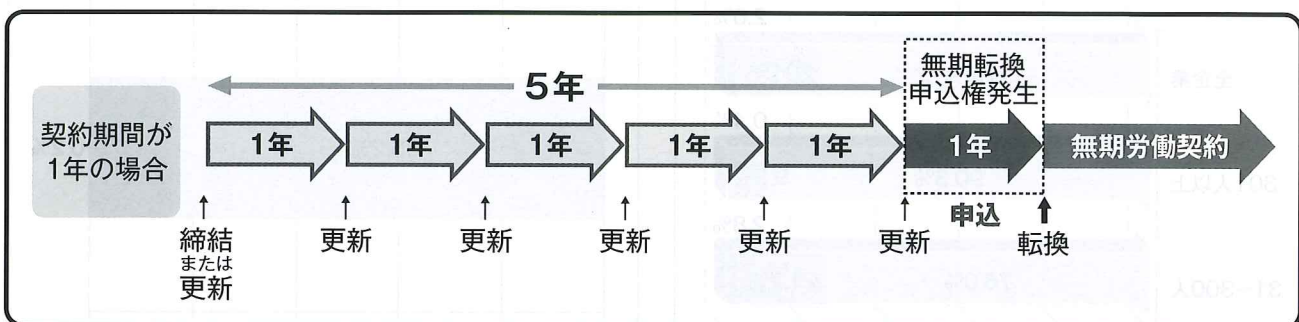 契約期間が
1年の場合
5年
無期転換
申込権発生
1年
1年
1年
1年
1年
1年
無期労働契約
締結
または
更新
更新
更新
更新
更新
更新
申込
転換